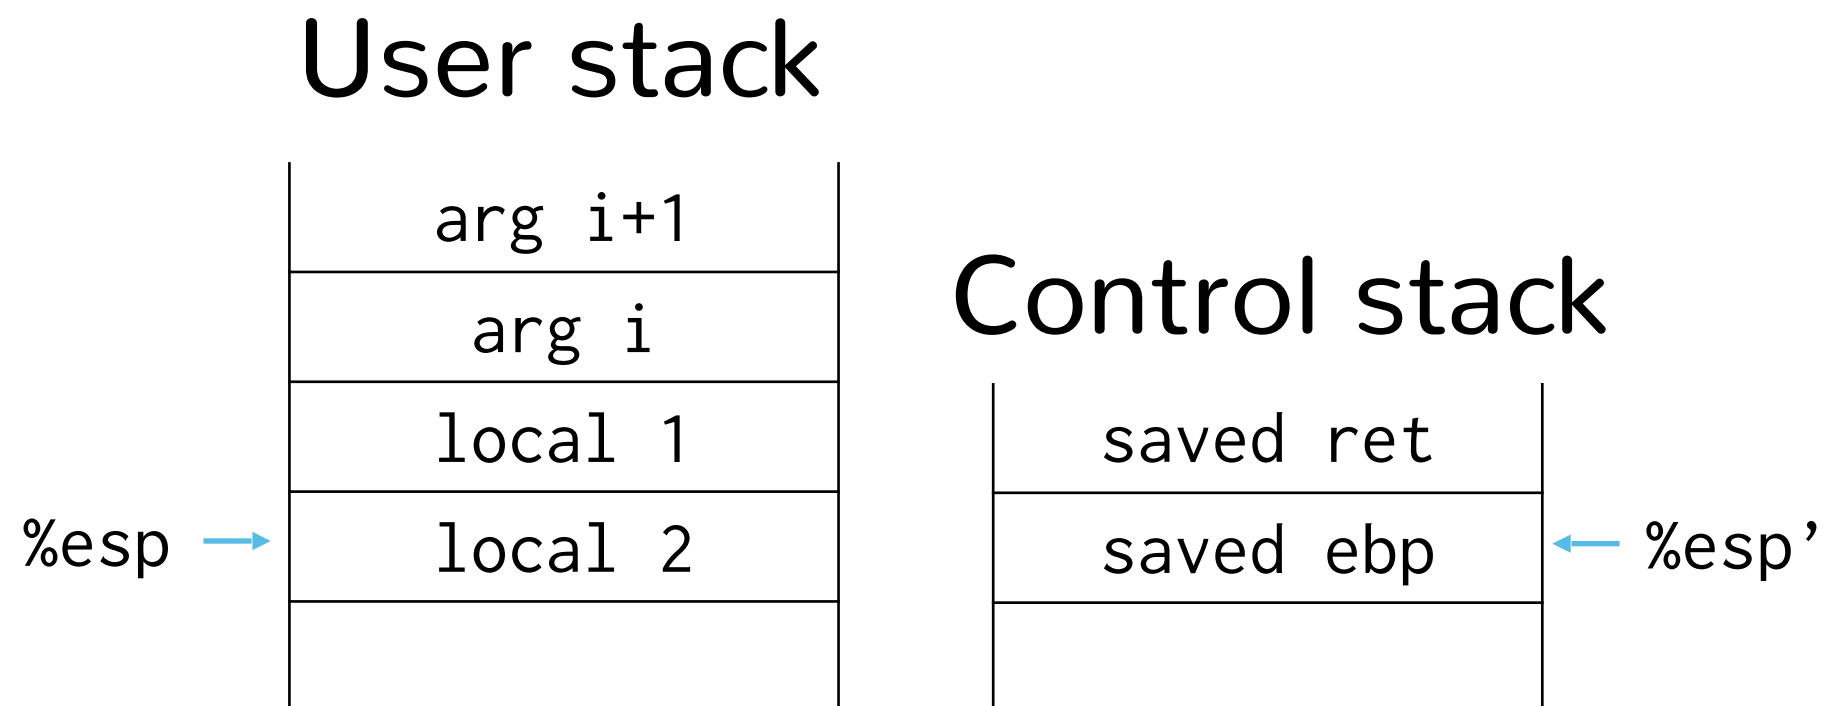 User stack
arg i+1
arg i
local 1
%esp
local 2
Control stack
saved ret
saved ebp
%esp’